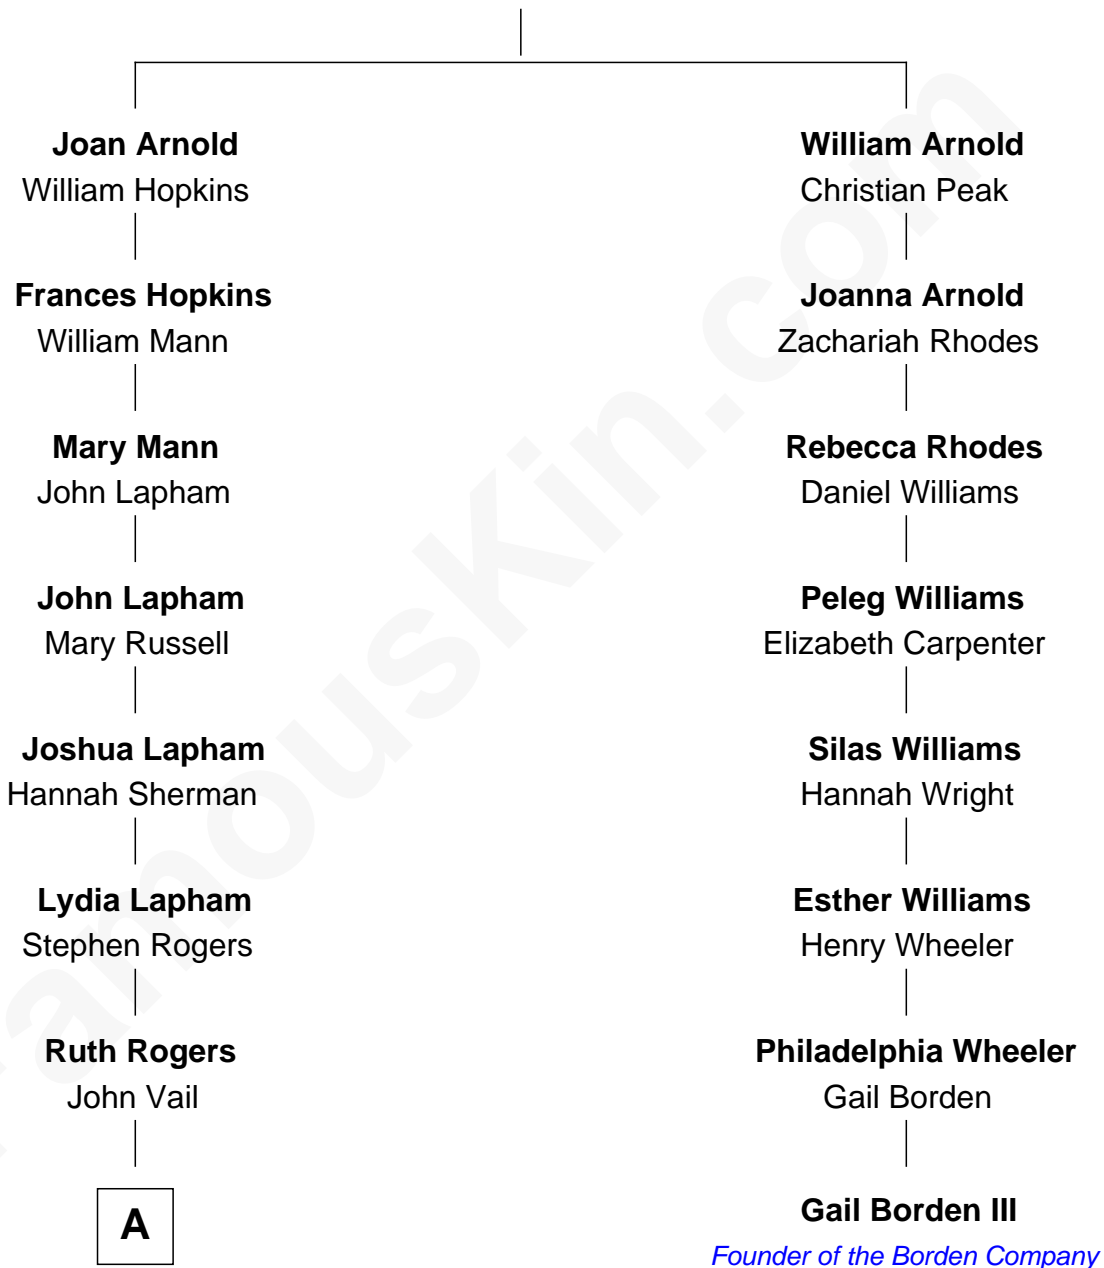 Joan Arnold
William Hopkins
William Arnold
Christian Peak
Frances Hopkins
William Mann
Joanna Arnold
Zachariah Rhodes
Mary Mann
John Lapham
Rebecca Rhodes
Daniel Williams
John Lapham
Mary Russell
Peleg Williams
Elizabeth Carpenter
Joshua Lapham
Hannah Sherman
Silas Williams
Hannah Wright
Lydia Lapham
Stephen Rogers
Esther Williams
Henry Wheeler
Ruth Rogers
John Vail
Philadelphia Wheeler
Gail Borden
A
Gail Borden III
Founder of the Borden Company
FamousKin.com